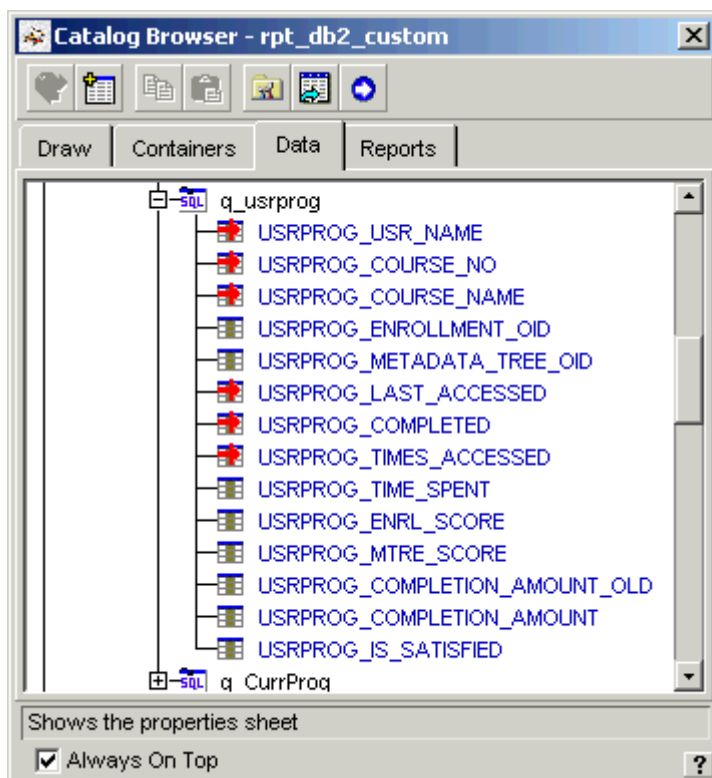 Catalog Browser - rpt_db2_custom
Draw Containers Data Reports
q_usrprog
USRPROG_USR_NAME
USRPROG_COURSE_NO
USRPROG_COURSE_NAME
USRPROG_ENROLLMENT_OID
USRPROG_METADATA_TREE_OID
USRPROG_LAST_ACCESSED
USRPROG_COMPLETED
USRPROG_TIMES_ACCESSED
USRPROG_TIME_SPENT
USRPROG_ENRL_SCORE
USRPROG_MTRE_SCORE
USRPROG_COMPLETION_AMOUNT_OLD
USRPROG_COMPLETION_AMOUNT
USRPROG_IS_SATISFIED
q_CurrProg
Shows the properties sheet
Always On Top ?